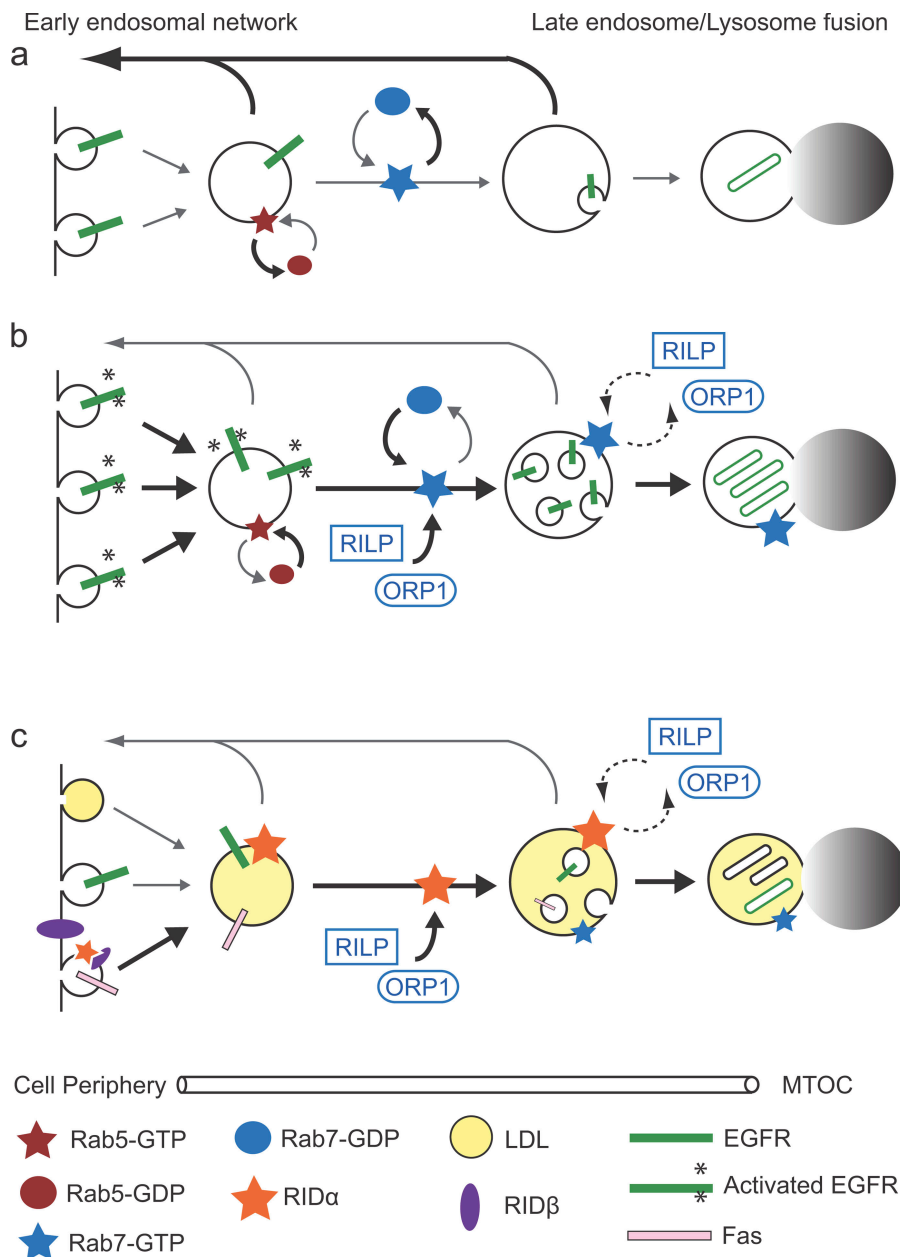 Early endosomal network
Late endosome/Lysosome fusion
a
b
RILP
ORP1
RILP
ORP1
* *
* *
* *
* *
* *
c
RILP
ORP1
RILP
ORP1
Cell Periphery
MTOC
Rab5-GTP
Rab7-GDP
LDL
EGFR
Rab5-GDP
RIDα
RIDβ
* *
Activated EGFR
Rab7-GTP
Fas